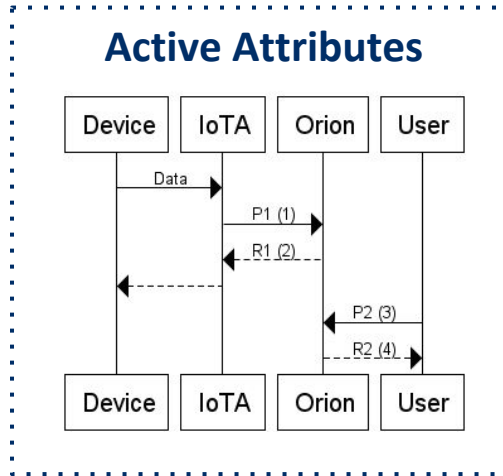 Active Attributes
Device IoTA Orion User
Data
P1 (1)
R1 (2)
P2 (3)
R2 (4)
Device IoTA Orion User